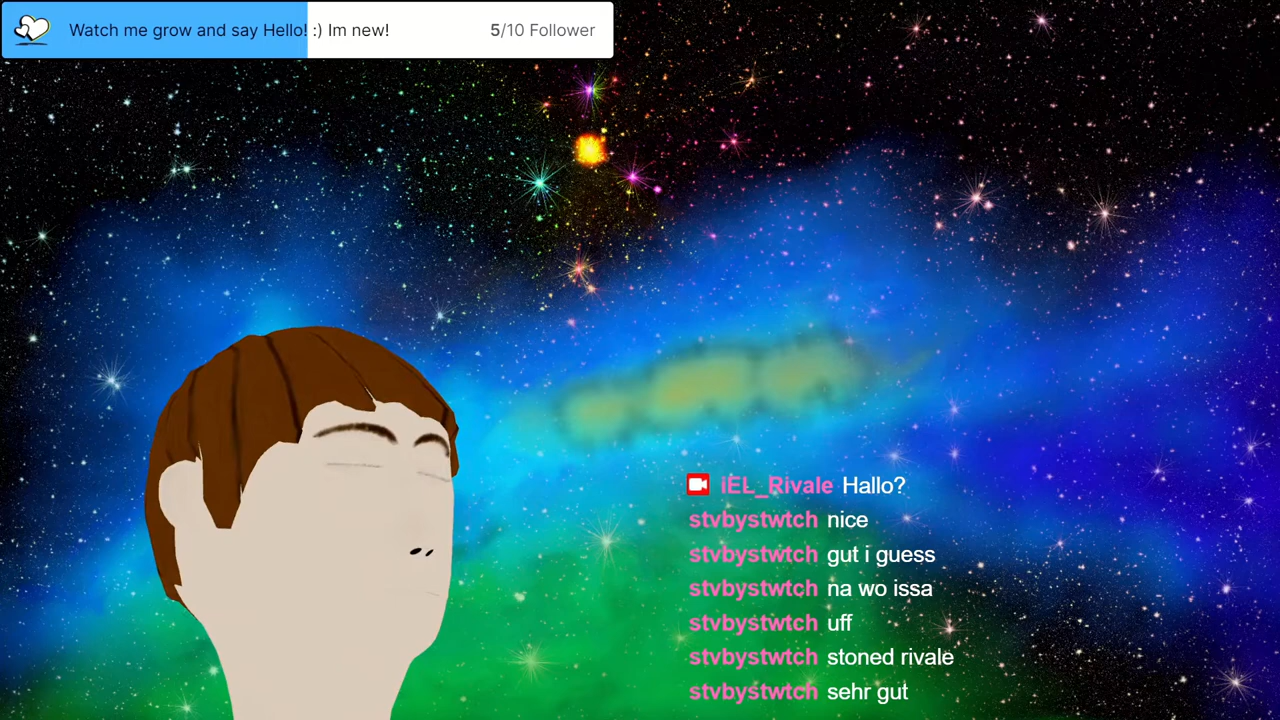 Watch me grow and say Hello! :) Im new! 5/10 Follower
iEL_Rivale Hallo?
stvbystwtch nice
stvbystwtch gut i guess
stvbystwtch na wo issa
stvbystwtch uff
stvbystwtch stoned rivale
stvbystwtch sehr gut